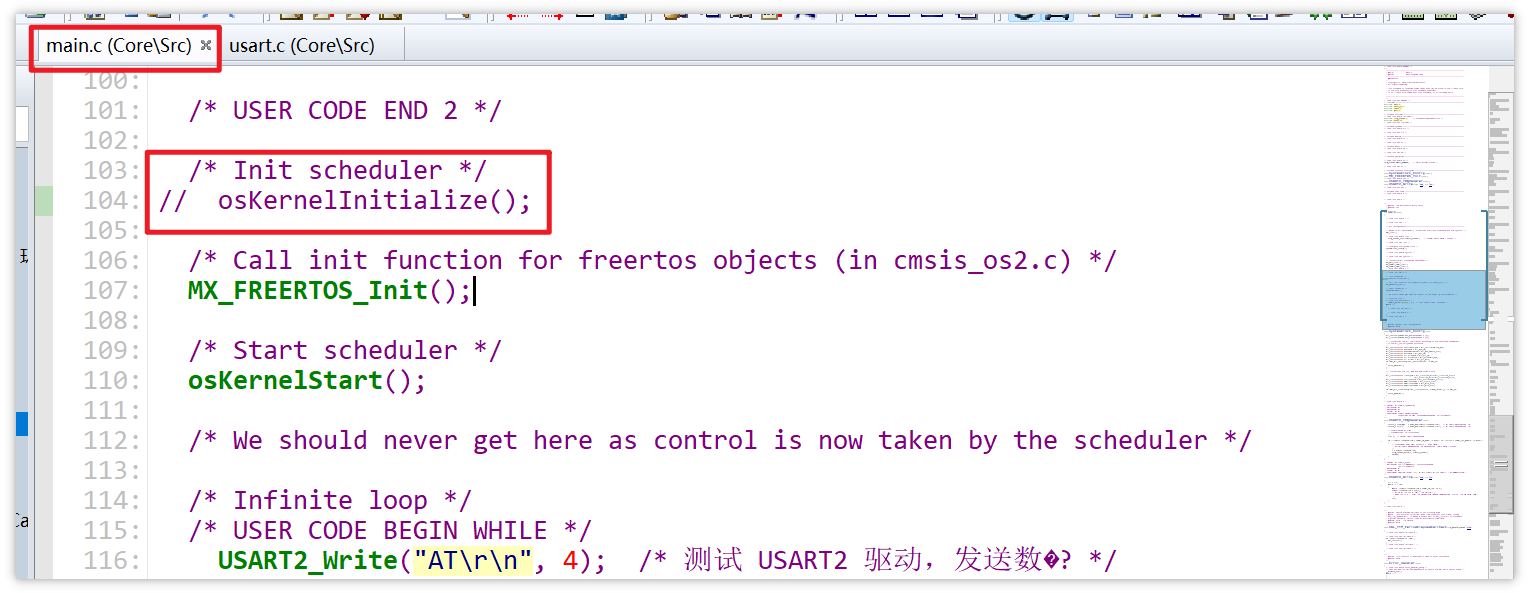 main.c (Core\Src) usart.c (Core\Src)
100:
101: /* USER CODE END 2 */
102:
103: /* Init scheduler */
104: // osKernelInitialize();
105:
106: /* Call init function for freertos objects (in cmsis_os2.c) */
107: MX_FREERTOS_Init();
108:
109: /* Start scheduler */
110: osKernelStart();
111:
112: /* We should never get here as control is now taken by the scheduler */
113:
114: /* Infinite loop */
115: /* USER CODE BEGIN WHILE */
116: USART2_Write("AT\r\n", 4); /* 测试 USART2 驱动，发送数�? */